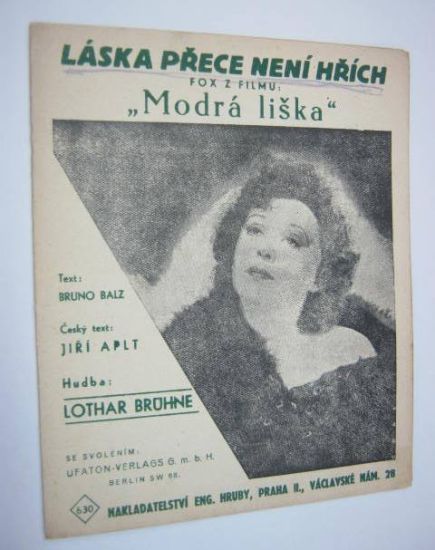 LÁSKA PŘECE NENÍ HŘÍCH
FOX Z FILMU:
„Modrá liška“
Text:
BRUNO BALZ
Český text:
JIŘÍ APLT
Hudba:
LOTHAR BRÜHNE
SE SVOLENÍM:
UFATON-VERLAGS G. m. b. H.
BERLIN SW 68.
630
NAKLADATELSTVÍ ENG. HRUBY, PRAHA II., VÁCLAVSKÉ NÁM. 28